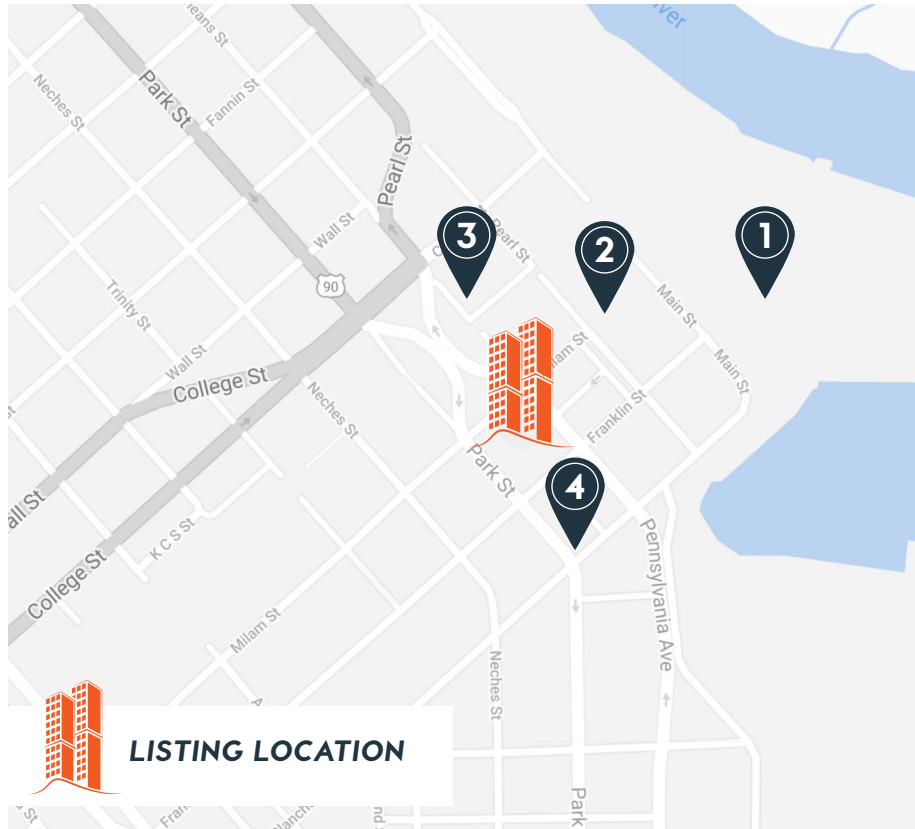 Neches St
Park St
Fannin St
Pearl St
Wall St
90
Pearl St
3
2
1
Main St
Main St
Trinity St
Wall St
College St
Neches St
Franklin St
Park St
4
K C S St
College St
Milam St
Pennsylvania Ave
Neches St
Park
LISTING LOCATION